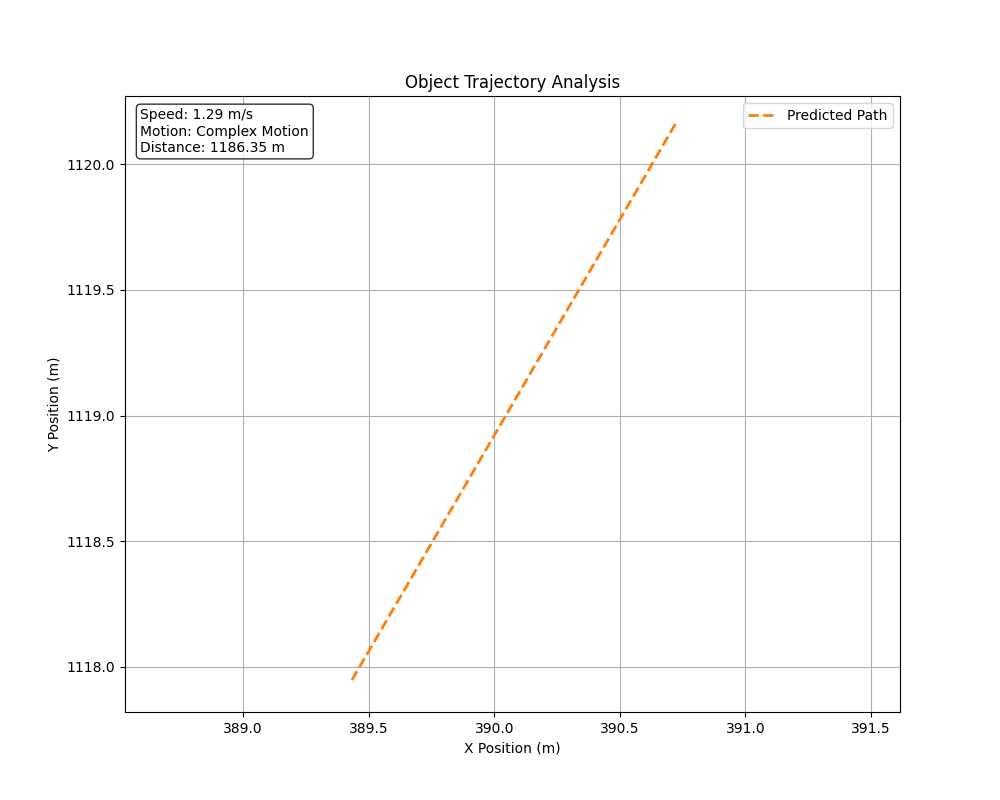 Object Trajectory Analysis
Speed: 1.29 m/s
Motion: Complex Motion
Distance: 1186.35 m
Predicted Path
1120.0
1119.5
1119.0
1118.5
1118.0
Y Position (m)
389.0 389.5 390.0 390.5 391.0 391.5
X Position (m)